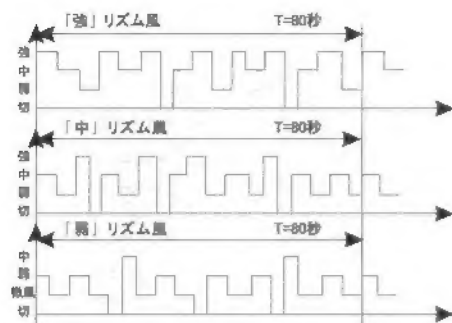 「強」リズム風 T=80秒
強
中
弱
切
「中」リズム風 T=80秒
強
中
弱
切
「弱」リズム風 T=80秒
中
弱
微風
切